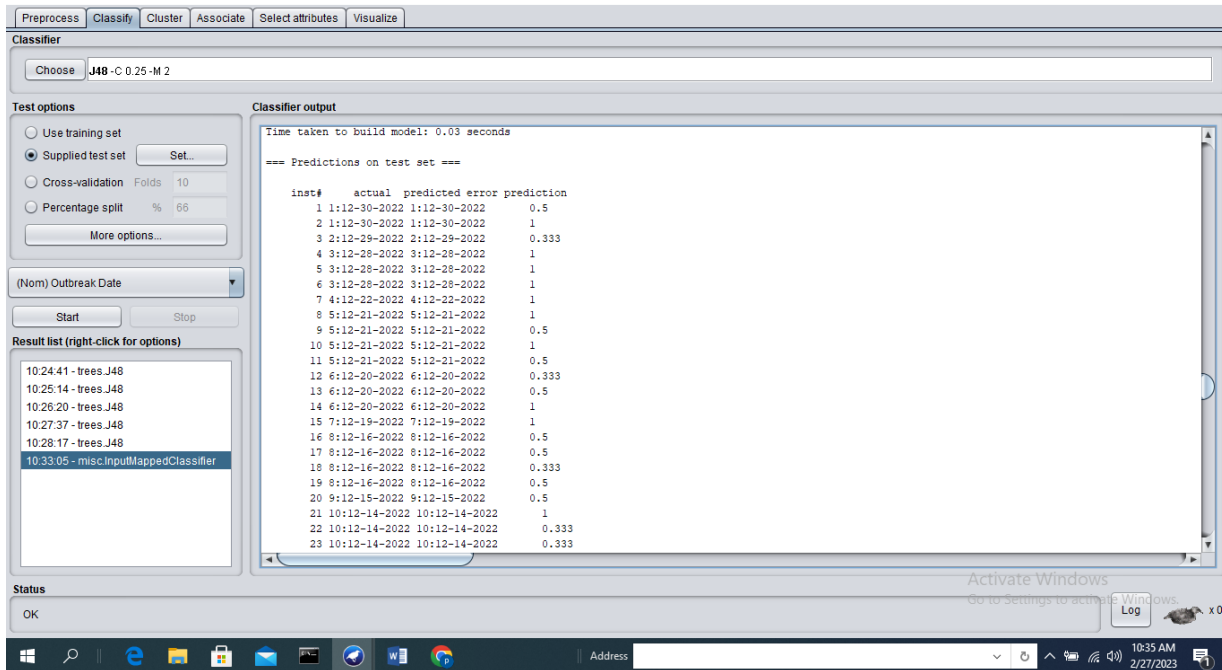 Preprocess Classify Cluster Associate Select attributes Visualize
Classifier
Choose J48 -C 0.25 -M 2
Test options
Use training set
Supplied test set Set...
Cross-validation Folds 10
Percentage split % 66
More options...
(Nom) Outbreak Date
Start Stop
Result list (right-click for options)
10:24:41 - trees.J48
10:25:14 - trees.J48
10:26:20 - trees.J48
10:27:37 - trees.J48
10:28:17 - trees.J48
10:33:05 - misc.InputMappedClassifier
Classifier output
Time taken to build model: 0.03 seconds
=== Predictions on test set ===
inst# actual predicted error prediction
1 1:12-30-2022 1:12-30-2022 0.5
2 1:12-30-2022 1:12-30-2022 1
3 2:12-29-2022 2:12-29-2022 0.333
4 3:12-28-2022 3:12-28-2022 1
5 3:12-28-2022 3:12-28-2022 1
6 3:12-28-2022 3:12-28-2022 1
7 4:12-22-2022 4:12-22-2022 1
8 5:12-21-2022 5:12-21-2022 1
9 5:12-21-2022 5:12-21-2022 0.5
10 5:12-21-2022 5:12-21-2022 1
11 5:12-21-2022 5:12-21-2022 0.5
12 6:12-20-2022 6:12-20-2022 0.333
13 6:12-20-2022 6:12-20-2022 0.5
14 6:12-20-2022 6:12-20-2022 1
15 7:12-19-2022 7:12-19-2022 1
16 8:12-16-2022 8:12-16-2022 0.5
17 8:12-16-2022 8:12-16-2022 0.5
18 8:12-16-2022 8:12-16-2022 0.333
19 8:12-16-2022 8:12-16-2022 0.5
20 9:12-15-2022 9:12-15-2022 0.5
21 10:12-14-2022 10:12-14-2022 1
22 10:12-14-2022 10:12-14-2022 0.333
23 10:12-14-2022 10:12-14-2022 0.333
Activate Windows
Go to Settings to activate Windows.
Status
OK
Log x 0
Address
10:35 AM
2/27/2023